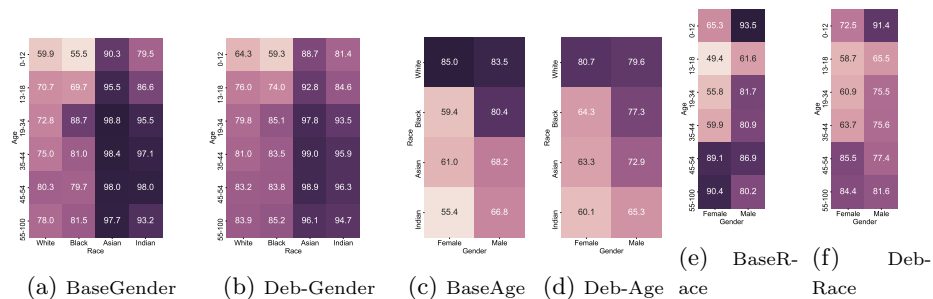 59.9 55.5 90.3 79.5
70.7 69.7 95.5 86.6
72.8 88.7 98.8 95.5
75.0 81.0 98.4 97.1
80.3 79.7 98.0 98.0
78.0 81.5 97.7 93.2
0-12
13-18
19-34
35-44
45-54
55-100
Age
White Black Asian Indian
Race
(a) BaseGender
64.3 59.3 88.7 81.4
76.0 74.0 92.8 84.6
79.8 85.1 97.8 93.5
81.0 83.5 99.0 95.9
83.2 83.8 98.9 96.3
83.9 85.2 96.1 94.7
0-12
13-18
19-34
35-44
45-54
55-100
Age
White Black Asian Indian
Race
(b) Deb-Gender
85.0 83.5
59.4 80.4
61.0 68.2
55.4 66.8
White
Black
Asian
Indian
Race
Female Male
Gender
(c) BaseAge
80.7 79.6
64.3 77.3
63.3 72.9
60.1 65.3
White
Black
Asian
Indian
Race
Female Male
Gender
(d) Deb-Age
65.3 93.5
49.4 61.6
55.8 81.7
59.9 80.9
89.1 86.9
90.4 80.2
0-12
13-18
19-34
35-44
45-54
55-100
Age
Female Male
Gender
(e) BaseR-
ace
72.5 91.4
58.7 65.5
60.9 75.5
63.7 75.6
85.5 77.4
84.4 81.6
0-12
13-18
19-34
35-44
45-54
55-100
Age
Female Male
Gender
(f) Deb-
Race